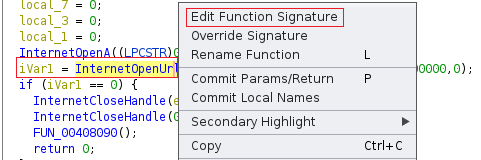 local_7 = 0;
local_3 = 0;
local_1 = 0;
InternetOpenA((LPCSTR)
iVar1 = InternetOpenUrl 0000,0);
if (iVar1 == 0) {
InternetCloseHandle(
InternetCloseHandle(
FUN_00408090();
return 0;
Edit Function Signature
Override Signature
Rename Function L
Commit Params/Return P
Commit Local Names
Secondary Highlight
Copy Ctrl+C